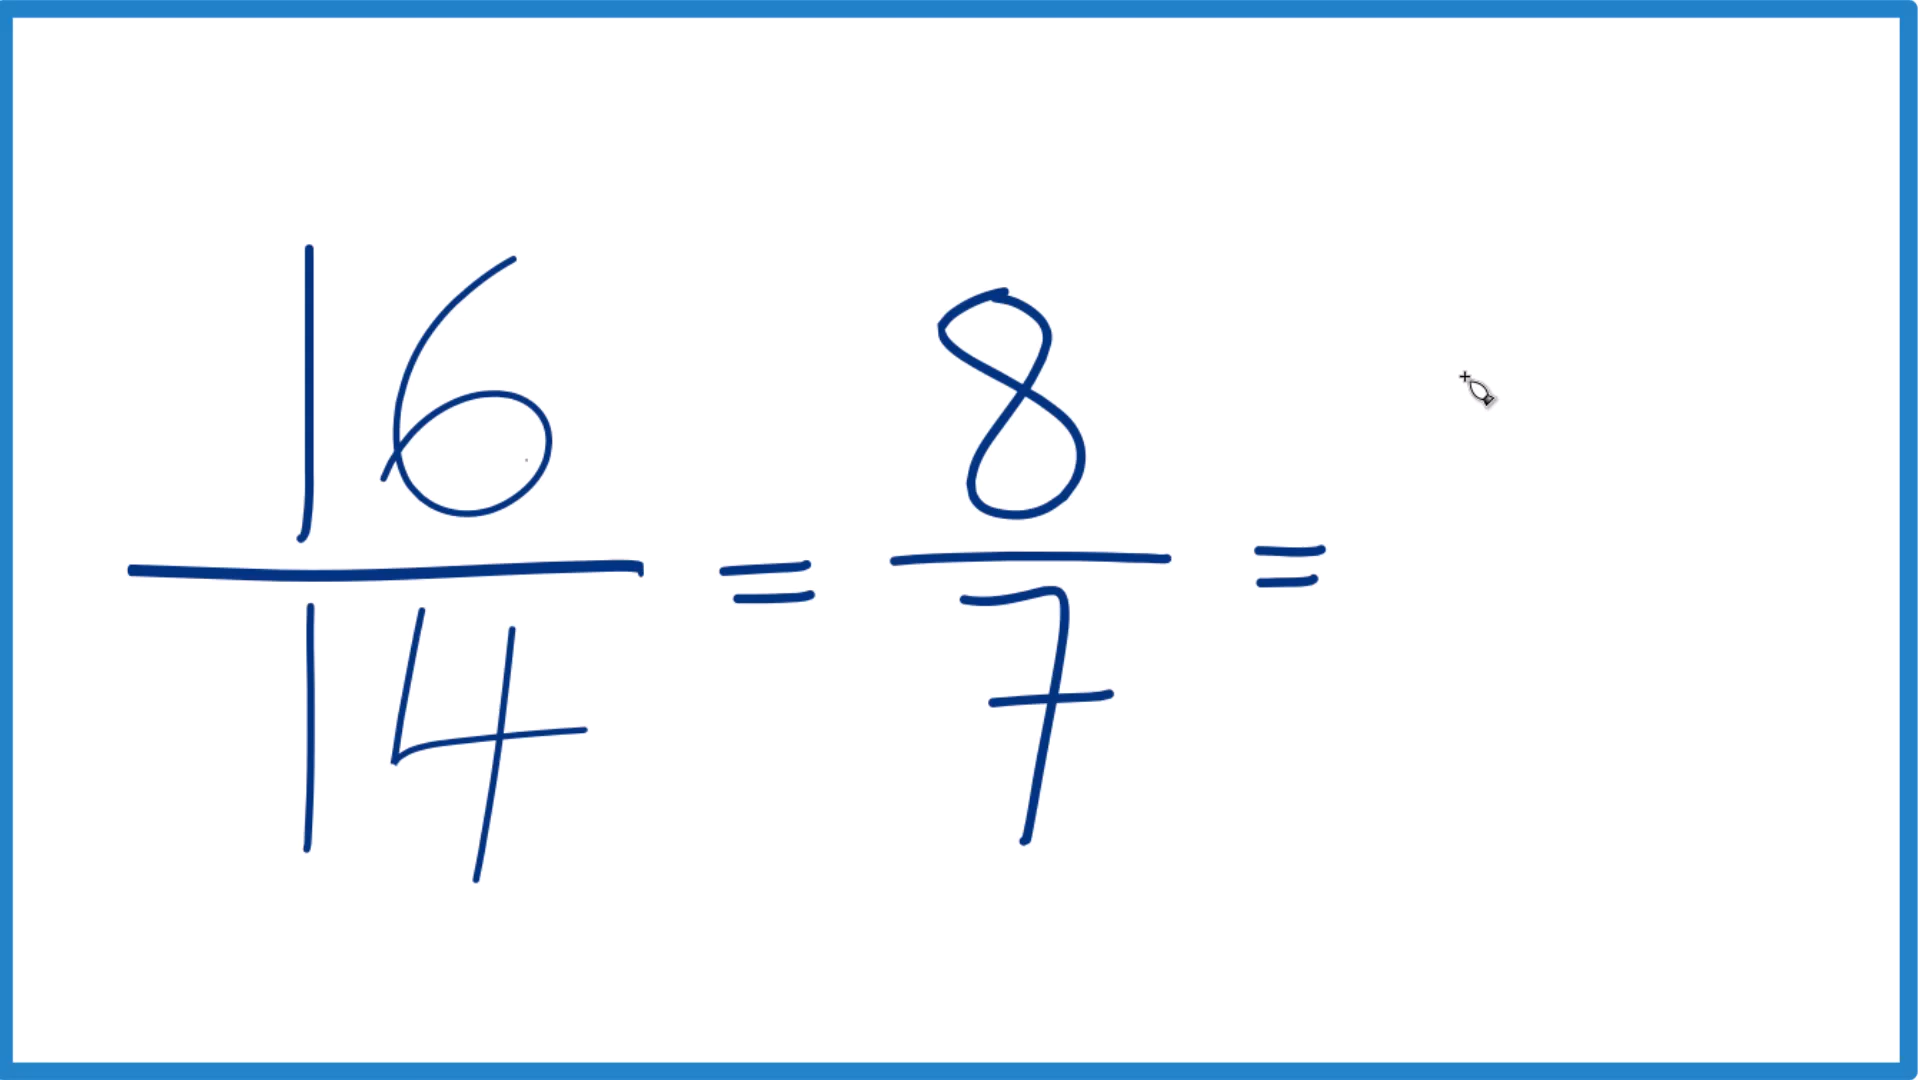 16/14 = 8/7 =